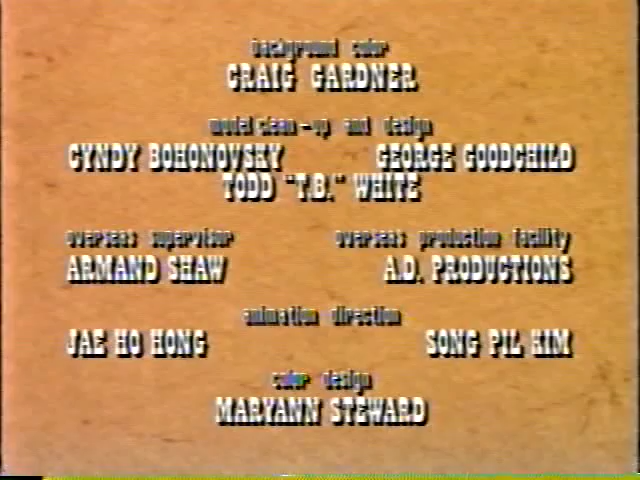 background color
CRAIG GARDNER
model clean-up and design
CYNDY BOHONOVSKY GEORGE GOODCHILD
TODD "T.B." WHITE
overseas supervisor overseas production facility
ARMAND SHAW A.D. PRODUCTIONS
animation direction
JAE HO HONG SONG PIL KIM
color design
MARYANN STEWARD